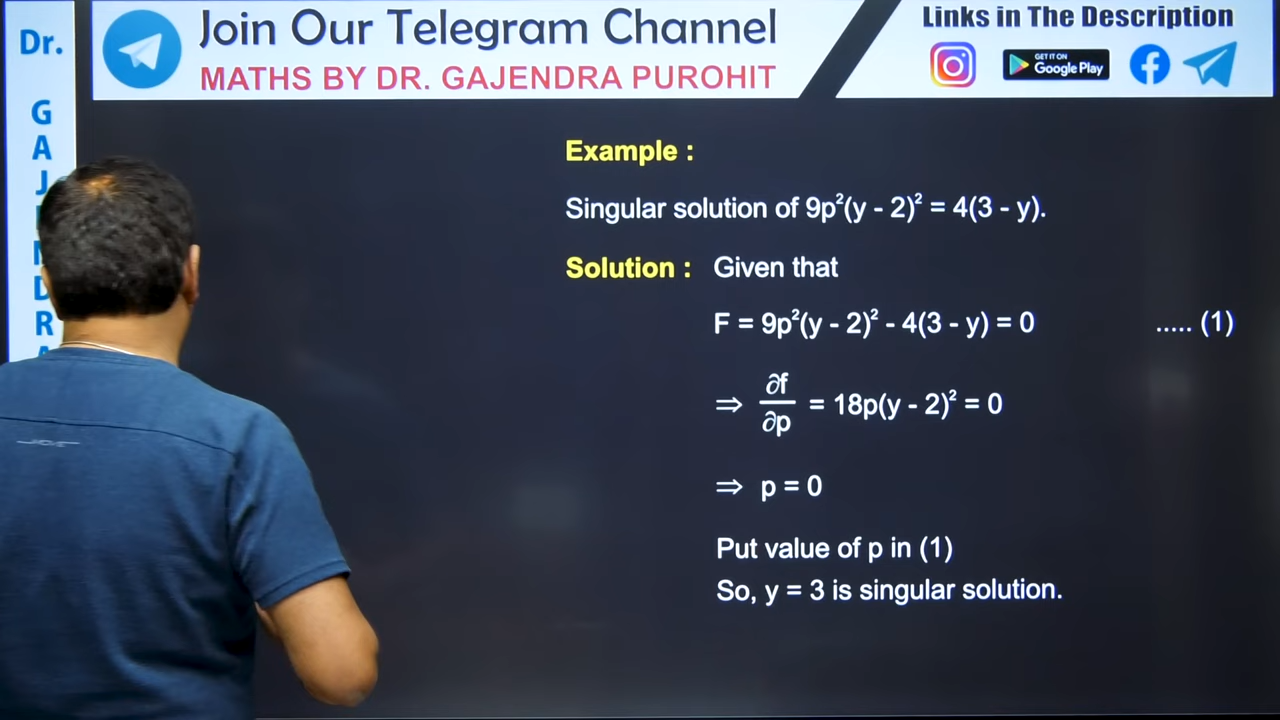 Join Our Telegram Channel
MATHS BY DR. GAJENDRA PUROHIT
Links in The Description
GET IT ON
Google Play
Dr.
G
A
J
E
N
D
R
A
Example :
Singular solution of 9p²(y - 2)² = 4(3 - y).
Solution : Given that
F = 9p²(y - 2)² - 4(3 - y) = 0 ..... (1)
⇒ ∂f/∂p = 18p(y - 2)² = 0
⇒ p = 0
Put value of p in (1)
So, y = 3 is singular solution.